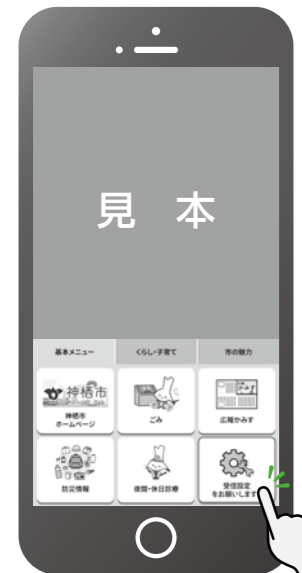 見 本
基本メニュー
くらし・子育て
市の魅力
神栖市
神栖市
ホームページ
ごみ
広報かみす
防災情報
夜間・休日診療
受信設定
をお願いします